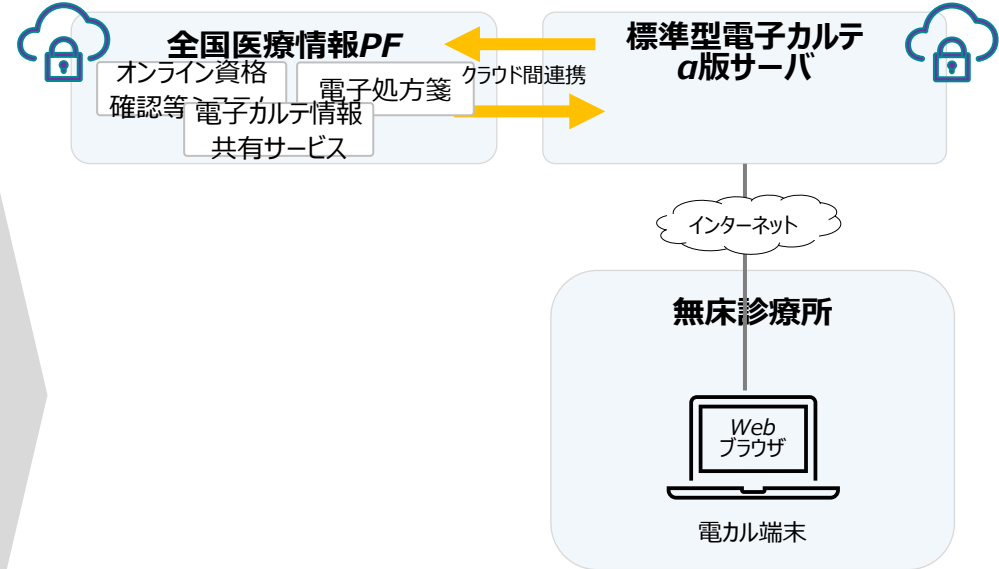 全国医療情報PF
オンライン資格
確認等
電子処方箋
電子カルテ情報
共有サービス
クラウド間連携
標準型電子カルテ
α版サーバ
インターネット
無床診療所
Web
ブラウザ
電カル端末